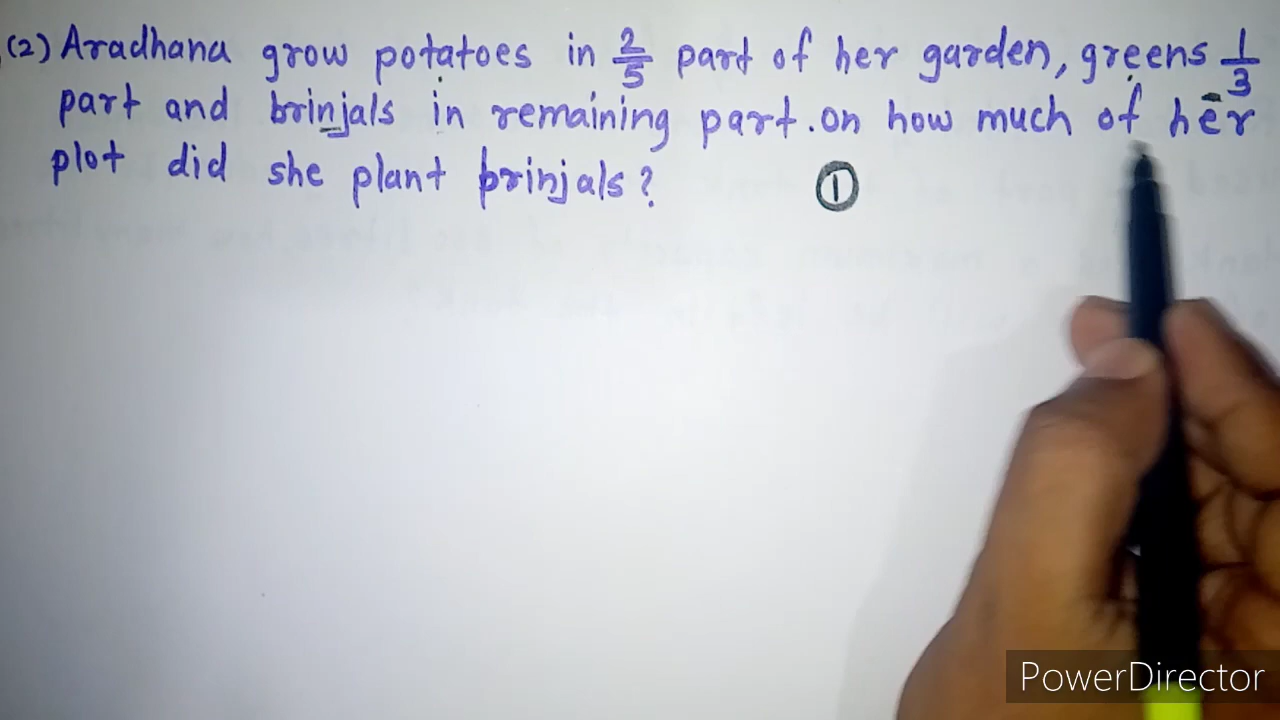 (2) Aradhana grow potatoes in 2/5 part of her garden, greens 1/3
part and brinjals in remaining part. on how much of her
plot did she plant brinjals? ①
PowerDirector